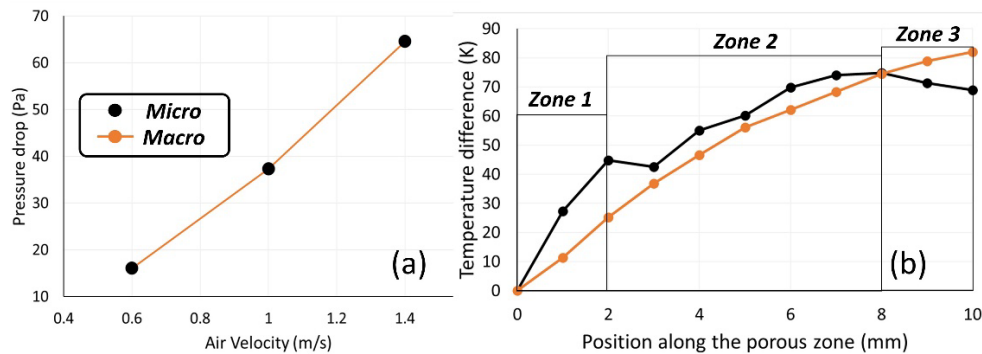 Pressure drop (Pa)
70
60
50
40
30
20
10
0.4
0.6
0.8
1
1.2
1.4
Air Velocity (m/s)
Micro
Macro
(a)
Temperature difference (K)
90
80
70
60
50
40
30
20
10
0
0
2
4
6
8
10
Position along the porous zone (mm)
Zone 1
Zone 2
Zone 3
(b)